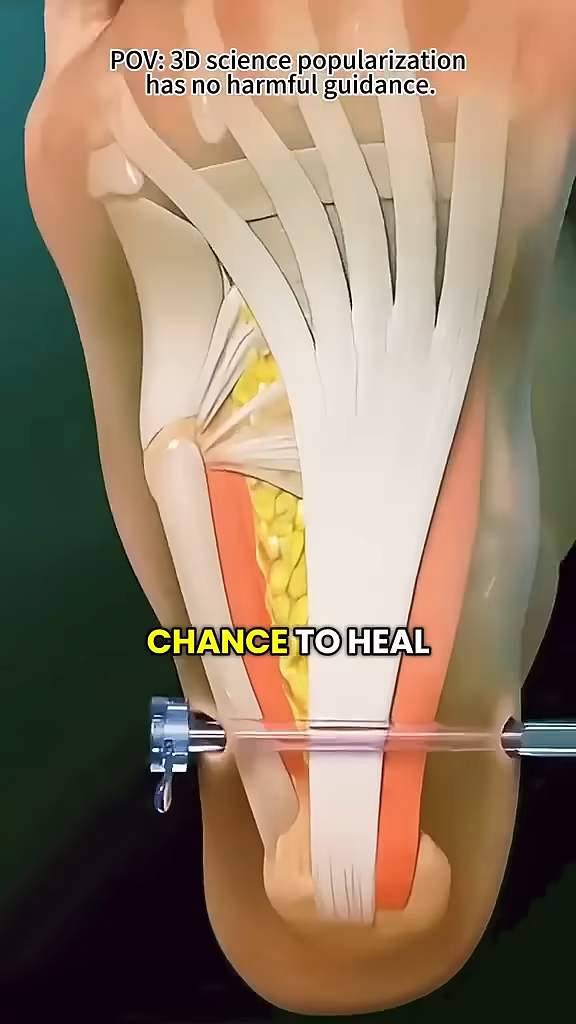 POV: 3D science popularization
has no harmful guidance.
CHANCE TO HEAL